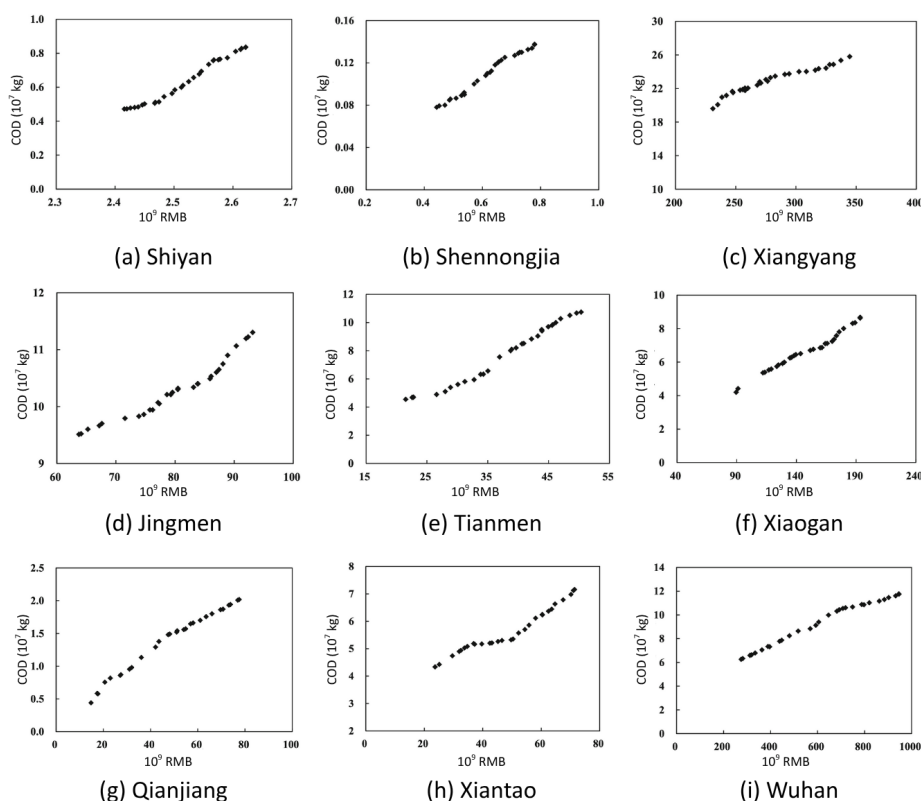 COD (10⁷ kg)
1.0
0.8
0.6
0.4
0.2
0.0
2.3 2.4 2.5 2.6 2.7
10⁹ RMB
(a) Shiyan
COD (10⁷ kg)
0.16
0.12
0.08
0.04
0.00
0.2 0.4 0.6 0.8 1.0
10⁹ RMB
(b) Shennongjia
COD (10⁷ kg)
30
26
22
18
14
10
200 250 300 350 400
10⁹ RMB
(c) Xiangyang
COD (10⁷ kg)
12
11
10
9
60 70 80 90 100
10⁹ RMB
(d) Jingmen
COD (10⁷ kg)
12
10
8
6
4
2
0
15 25 35 45 55
10⁹ RMB
(e) Tianmen
COD (10⁷ kg)
10
8
6
4
2
0
40 90 140 190 240
10⁹ RMB
(f) Xiaogan
COD (10⁷ kg)
2.5
2.0
1.5
1.0
0.5
0.0
0 20 40 60 80 100
10⁹ RMB
(g) Qianjiang
COD (10⁷ kg)
8
7
6
5
4
3
2
0 20 40 60 80
10⁹ RMB
(h) Xiantao
COD (10⁷ kg)
14
12
10
8
6
4
2
0
0 200 400 600 800 1000
10⁹ RMB
(i) Wuhan